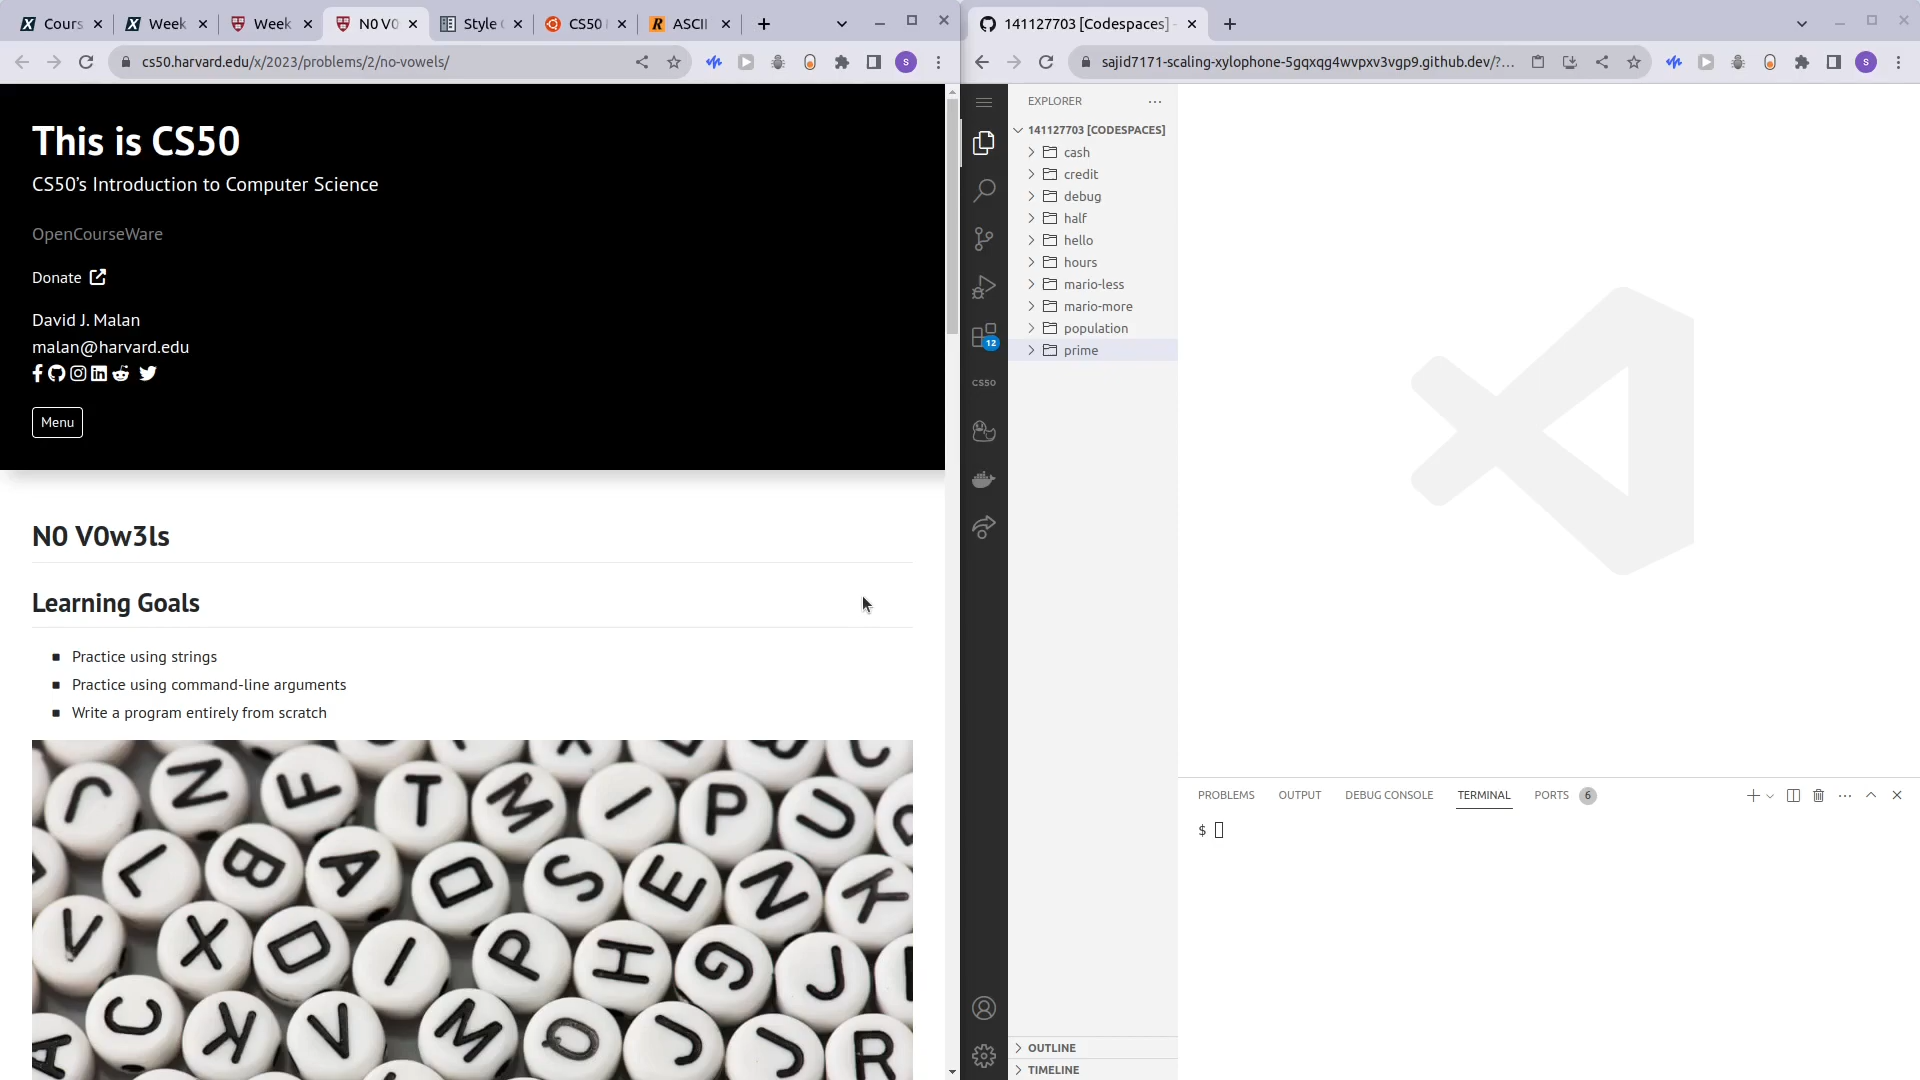 Cours
Week
Week
N0 V0
Style
CS50
ASCII
cs50.harvard.edu/x/2023/problems/2/no-vowels/
S
This is CS50
CS50's Introduction to Computer Science
OpenCourseWare
Donate
David J. Malan
malan@harvard.edu
Menu
N0 V0w3ls
Learning Goals
Practice using strings
Practice using command-line arguments
Write a program entirely from scratch
141127703 [Codespaces]
sajid7171-scaling-xylophone-5gqxqg4wvpxv3vgp9.github.dev/?...
S
EXPLORER
141127703 [CODESPACES]
cash
credit
debug
half
hello
hours
mario-less
mario-more
population
prime
12
CS50
OUTLINE
TIMELINE
PROBLEMS OUTPUT DEBUG CONSOLE TERMINAL PORTS 6
$